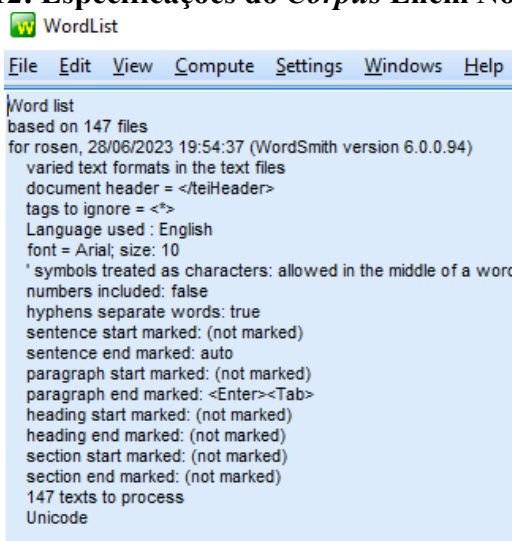 Especificações do Corpus Enem
WordList
File Edit View Compute Settings Windows Help
Word list
based on 147 files
for rosen, 28/06/2023 19:54:37 (WordSmith version 6.0.0.94)
varied text formats in the text files
document header = </teiHeader>
tags to ignore = <*>
Language used : English
font = Arial; size: 10
' symbols treated as characters: allowed in the middle of a word
numbers included: false
hyphens separate words: true
sentence start marked: (not marked)
sentence end marked: auto
paragraph start marked: (not marked)
paragraph end marked: <Enter><Tab>
heading start marked: (not marked)
heading end marked: (not marked)
section start marked: (not marked)
section end marked: (not marked)
147 texts to process
Unicode